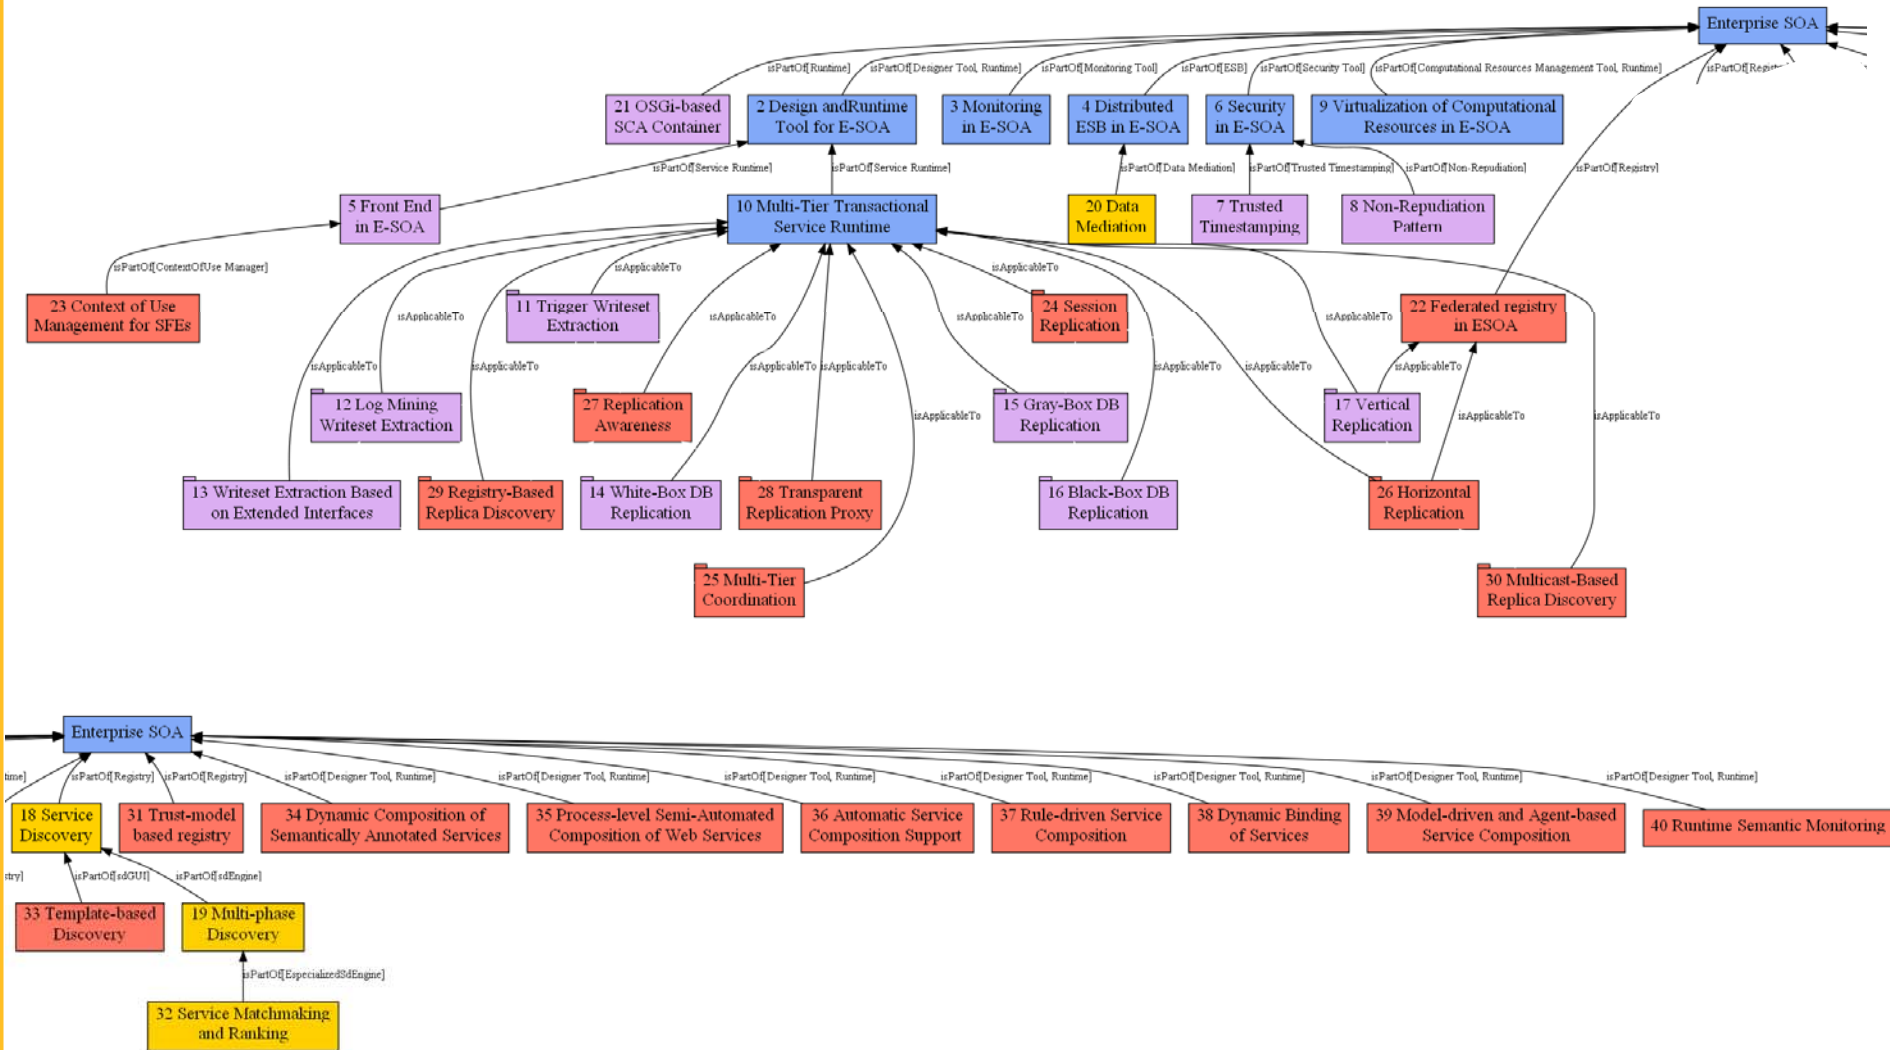 Enterprise SOA
isPartOf[Runtime]
isPartOf[Designer Tool, Runtime]
isPartOf[Monitoring Tool]
isPartOf[ESB]
isPartOf[Security Tool]
isPartOf[Computational Resources Management Tool, Runtime]
21 OSGi-based
SCA Container
2 Design andRuntime
Tool for E-SOA
3 Monitoring
in E-SOA
4 Distributed
ESB in E-SOA
6 Security
in E-SOA
9 Virtualization of Computational
Resources in E-SOA
isPartOf[Service Runtime]
isPartOf[Service Runtime]
isPartOf[Data Mediation]
isPartOf[Trusted Timestamping]
isPartOf[Non-Repudiation]
isPartOf[Registry]
5 Front End
in E-SOA
10 Multi-Tier Transactional
Service Runtime
20 Data
Mediation
7 Trusted
Timestamping
8 Non-Repudiation
Pattern
isPartOf[ContextOfUse Manager]
isApplicableTo
isApplicableTo
23 Context of Use
Management for SFEs
11 Trigger Writeset
Extraction
24 Session
Replication
22 Federated registry
in ESOA
isApplicableTo
isApplicableTo
isApplicableTo
isApplicableTo
isApplicableTo
isApplicableTo
isApplicableTo
isApplicableTo
isApplicableTo
isApplicableTo
isApplicableTo
isApplicableTo
12 Log Mining
Writeset Extraction
27 Replication
Awareness
15 Gray-Box DB
Replication
17 Vertical
Replication
isApplicableTo
isApplicableTo
isApplicableTo
13 Writeset Extraction Based
on Extended Interfaces
29 Registry-Based
Replica Discovery
14 White-Box DB
Replication
28 Transparent
Replication Proxy
16 Black-Box DB
Replication
26 Horizontal
Replication
25 Multi-Tier
Coordination
30 Multicast-Based
Replica Discovery
Enterprise SOA
time]
isPartOf[Registry]
isPartOf[Registry]
isPartOf[Designer Tool, Runtime]
isPartOf[Designer Tool, Runtime]
isPartOf[Designer Tool, Runtime]
isPartOf[Designer Tool, Runtime]
isPartOf[Designer Tool, Runtime]
isPartOf[Designer Tool, Runtime]
isPartOf[Designer Tool, Runtime]
18 Service
Discovery
31 Trust-model
based registry
34 Dynamic Composition of
Semantically Annotated Services
35 Process-level Semi-Automated
Composition of Web Services
36 Automatic Service
Composition Support
37 Rule-driven Service
Composition
38 Dynamic Binding
of Services
39 Model-driven and Agent-based
Service Composition
40 Runtime Semantic Monitoring
stry]
isPartOf[sdGUI]
isPartOf[sdEngine]
33 Template-based
Discovery
19 Multi-phase
Discovery
isPartOf[EspecializedSdEngine]
32 Service Matchmaking
and Ranking